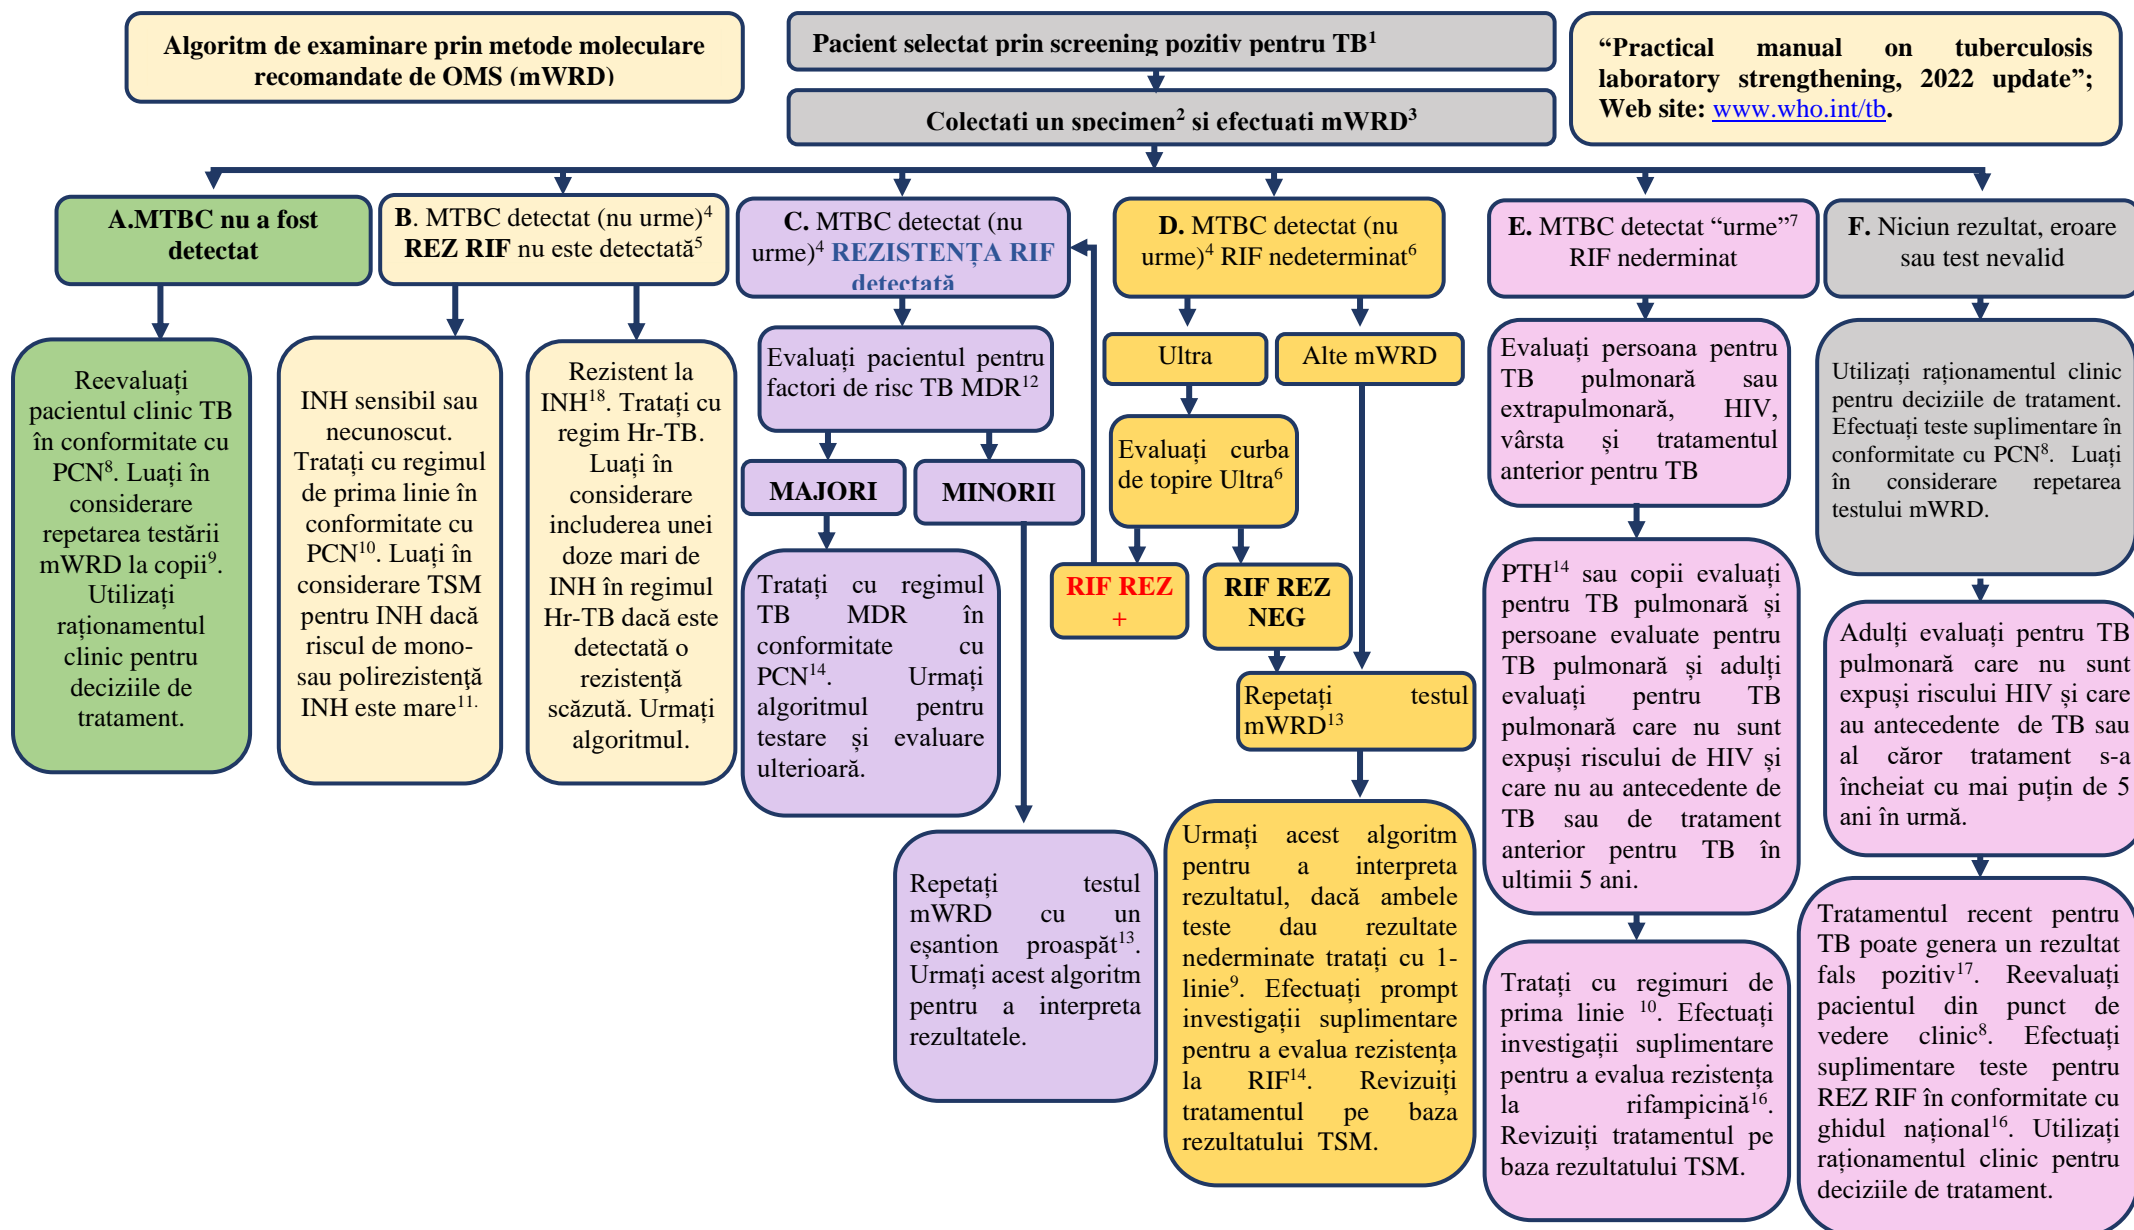 Algoritm de examinare prin metode moleculare
recomandate de OMS (mWRD)
Pacient selectat prin screening pozitiv pentru TB¹
“Practical manual on tuberculosis
laboratory strengthening, 2022 update”;
Web site: www.who.int/tb.
Colectati un specimen² si efectuati mWRD³
A.MTBC nu a fost
detectat
B. MTBC detectat (nu urme)⁴
REZ RIF nu este detectată⁵
C. MTBC detectat (nu
urme)⁴ REZISTENȚA RIF
detectată
D. MTBC detectat (nu
urme)⁴ RIF nedeterminat⁶
E. MTBC detectat “urme”⁷
RIF nederminat
F. Niciun rezultat, eroare
sau test nevalid
Reevaluați
pacientul clinic TB
în conformitate cu
PCN⁸. Luați în
considerare
repetarea testării
mWRD la copii⁹.
Utilizați
raționamentul
clinic pentru
deciziile de
tratament.
INH sensibil sau
necunoscut.
Tratați cu regimul
de prima linie în
conformitate cu
PCN¹⁰. Luați în
considerare TSM
pentru INH dacă
riscul de mono-
sau polirezistenţă
INH este mare¹¹.
Rezistent la
INH¹⁸. Tratați cu
regim Hr-TB.
Luați în
considerare
includerea unei
doze mari de
INH în regimul
Hr-TB dacă este
detectată o
rezistență
scăzută. Urmați
algoritmul.
Evaluați pacientul pentru
factori de risc TB MDR¹²
MAJORI
MINORII
Tratați cu regimul
TB MDR în
conformitate cu
PCN¹⁴. Urmați
algoritmul pentru
testare și evaluare
ulterioară.
Repetați testul
mWRD cu un
eșantion proaspăt¹³.
Urmați acest algoritm
pentru a interpreta
rezultatele.
Ultra
Alte mWRD
Evaluați curba
de topire Ultra⁶
RIF REZ
+
RIF REZ
NEG
Repetați testul
mWRD¹³
Urmați acest algoritm
pentru a interpreta
rezultatul, dacă ambele
teste dau rezultate
nederminate tratați cu 1-
linie⁹. Efectuați prompt
investigații suplimentare
pentru a evalua rezistența
la RIF¹⁴. Revizuiți
tratamentul pe baza
rezultatului TSM.
Evaluați persoana pentru
TB pulmonară sau
extrapulmonară, HIV,
vârsta și tratamentul
anterior pentru TB
PTH¹⁴ sau copii evaluați
pentru TB pulmonară și
persoane evaluate pentru
TB pulmonară și adulți
evaluați pentru TB
pulmonară care nu sunt
expuși riscului de HIV și
care nu au antecedente de
TB sau de tratament
anterior pentru TB în
ultimii 5 ani.
Tratați cu regimuri de
prima linie ¹⁰. Efectuați
investigații suplimentare
pentru a evalua rezistența
la rifampicină¹⁶.
Revizuiți tratamentul pe
baza rezultatului TSM.
Utilizați raționamentul clinic
pentru deciziile de tratament.
Efectuați teste suplimentare în
conformitate cu PCN⁸. Luați
în considerare repetarea
testului mWRD.
Adulți evaluați pentru TB
pulmonară care nu sunt
expuși riscului HIV și care
au antecedente de TB sau
al căror tratament s-a
încheiat cu mai puțin de 5
ani în urmă.
Tratamentul recent pentru
TB poate genera un rezultat
fals pozitiv¹⁷. Reevaluați
pacientul din punct de
vedere clinic⁸. Efectuați
suplimentare teste pentru
REZ RIF în conformitate cu
ghidul național¹⁶. Utilizați
raționamentul clinic pentru
deciziile de tratament.